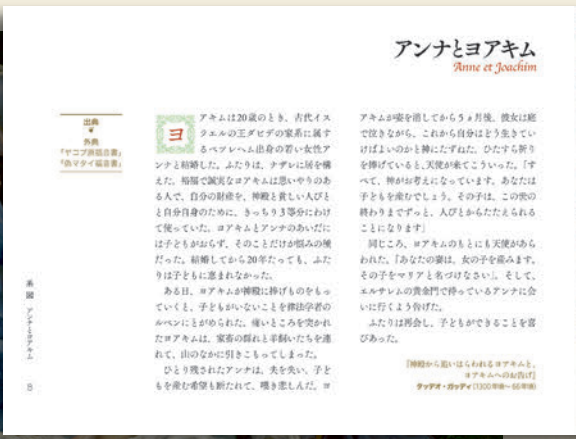 アンナとヨアキム
Anne et Joachim
出典
外典
『ヤコブ原福音書』
『偽マタイ福音書』
ヨアキムは20歳のとき、古代イス
ラエルの王ダビデの家系に属す
るベツレヘム出身の若い女性ア
ンナと結婚した。ふたりは、ナザレに居を構
えた。裕福で誠実なヨアキムは思いやりのあ
る人で、自分の財産を、神殿と貧しい人びと
と自分自身のために、きっちり3等分にわけ
て使っていた。ヨアキムとアンナのあいだに
は子どもがおらず、そのことだけが悩みの種
だった。結婚してから20年たっても、ふた
りは子どもに恵まれなかった。
ある日、ヨアキムが神殿に捧げものをもっ
ていくと、子どもがいないことを律法学者の
ルベンにとがめられた。痛いところを突かれ
たヨアキムは、家畜の群れと羊飼いたちを連
れて、山のなかに引きこもってしまった。
ひとり残されたアンナは、夫を失い、子ど
もを産む希望も断たれて、嘆き悲しんだ。ヨ
アキムが姿を消してから5ヵ月後、彼女は庭
で泣きながら、これから自分はどう生きてい
けばよいのかと神にたずね、ひたすら祈り
を捧げていると、天使が来てこういった。「す
べて、神がお考えになっています。あなたは
子どもを産むでしょう。その子は、この世の
終わりまでずっと、人びとからたたえられる
ことになります」
同じころ、ヨアキムのもとにも天使があら
われた。「あなたの妻は、女の子を産みます。
その子をマリアと名づけなさい」。そして、
エルサレムの黄金門で待っているアンナに会
いに行くよう告げた。
ふたりは再会し、子どもができることを喜
びあった。
『神殿から追いはらわれるヨアキムと、
ヨアキムへのお告げ』
タッデオ・ガッディ(1300年頃〜66年頃)
系図 アンナとヨアキム
8